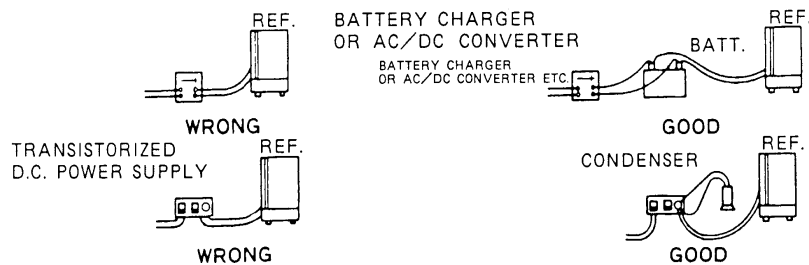 REF.
BATTERY CHARGER
OR AC/DC CONVERTER
BATTERY CHARGER
OR AC/DC CONVERTER ETC.
BATT.
REF.
WRONG
GOOD
TRANSISTORIZED
D.C. POWER SUPPLY
REF.
CONDENSER
REF.
WRONG
GOOD